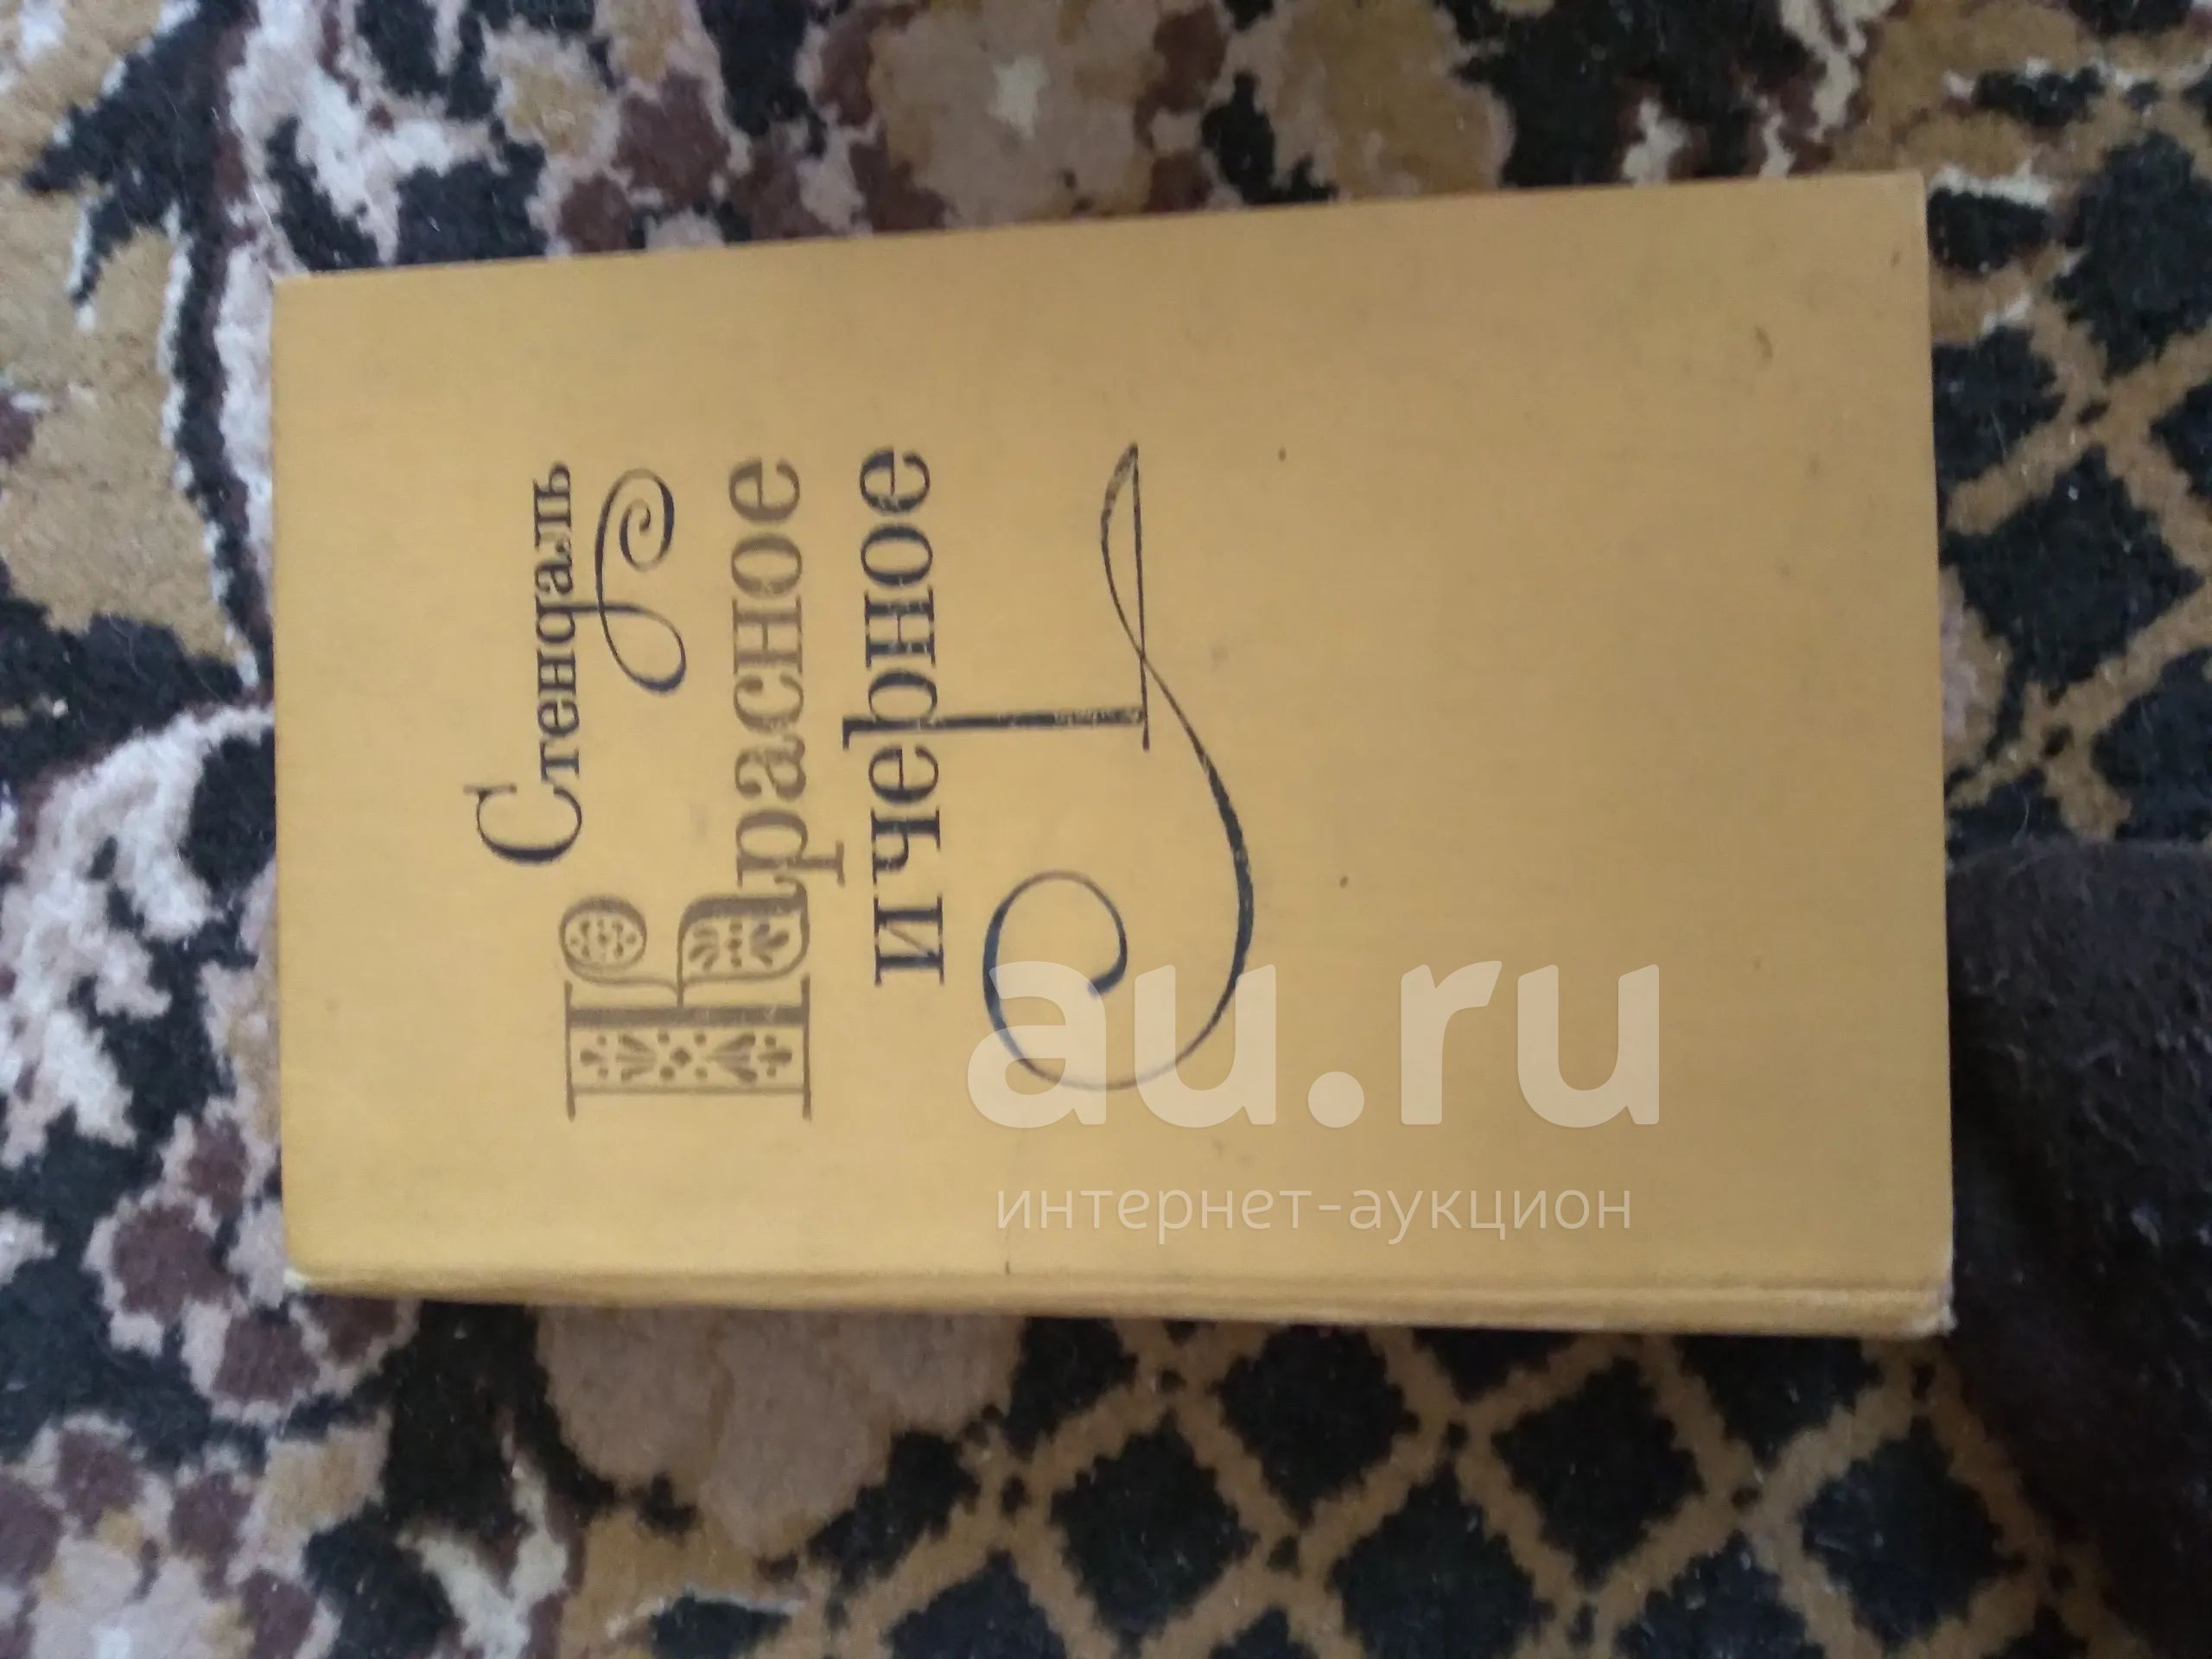 Стендаль
Красное
и черное
au.ru
интернет-аукцион